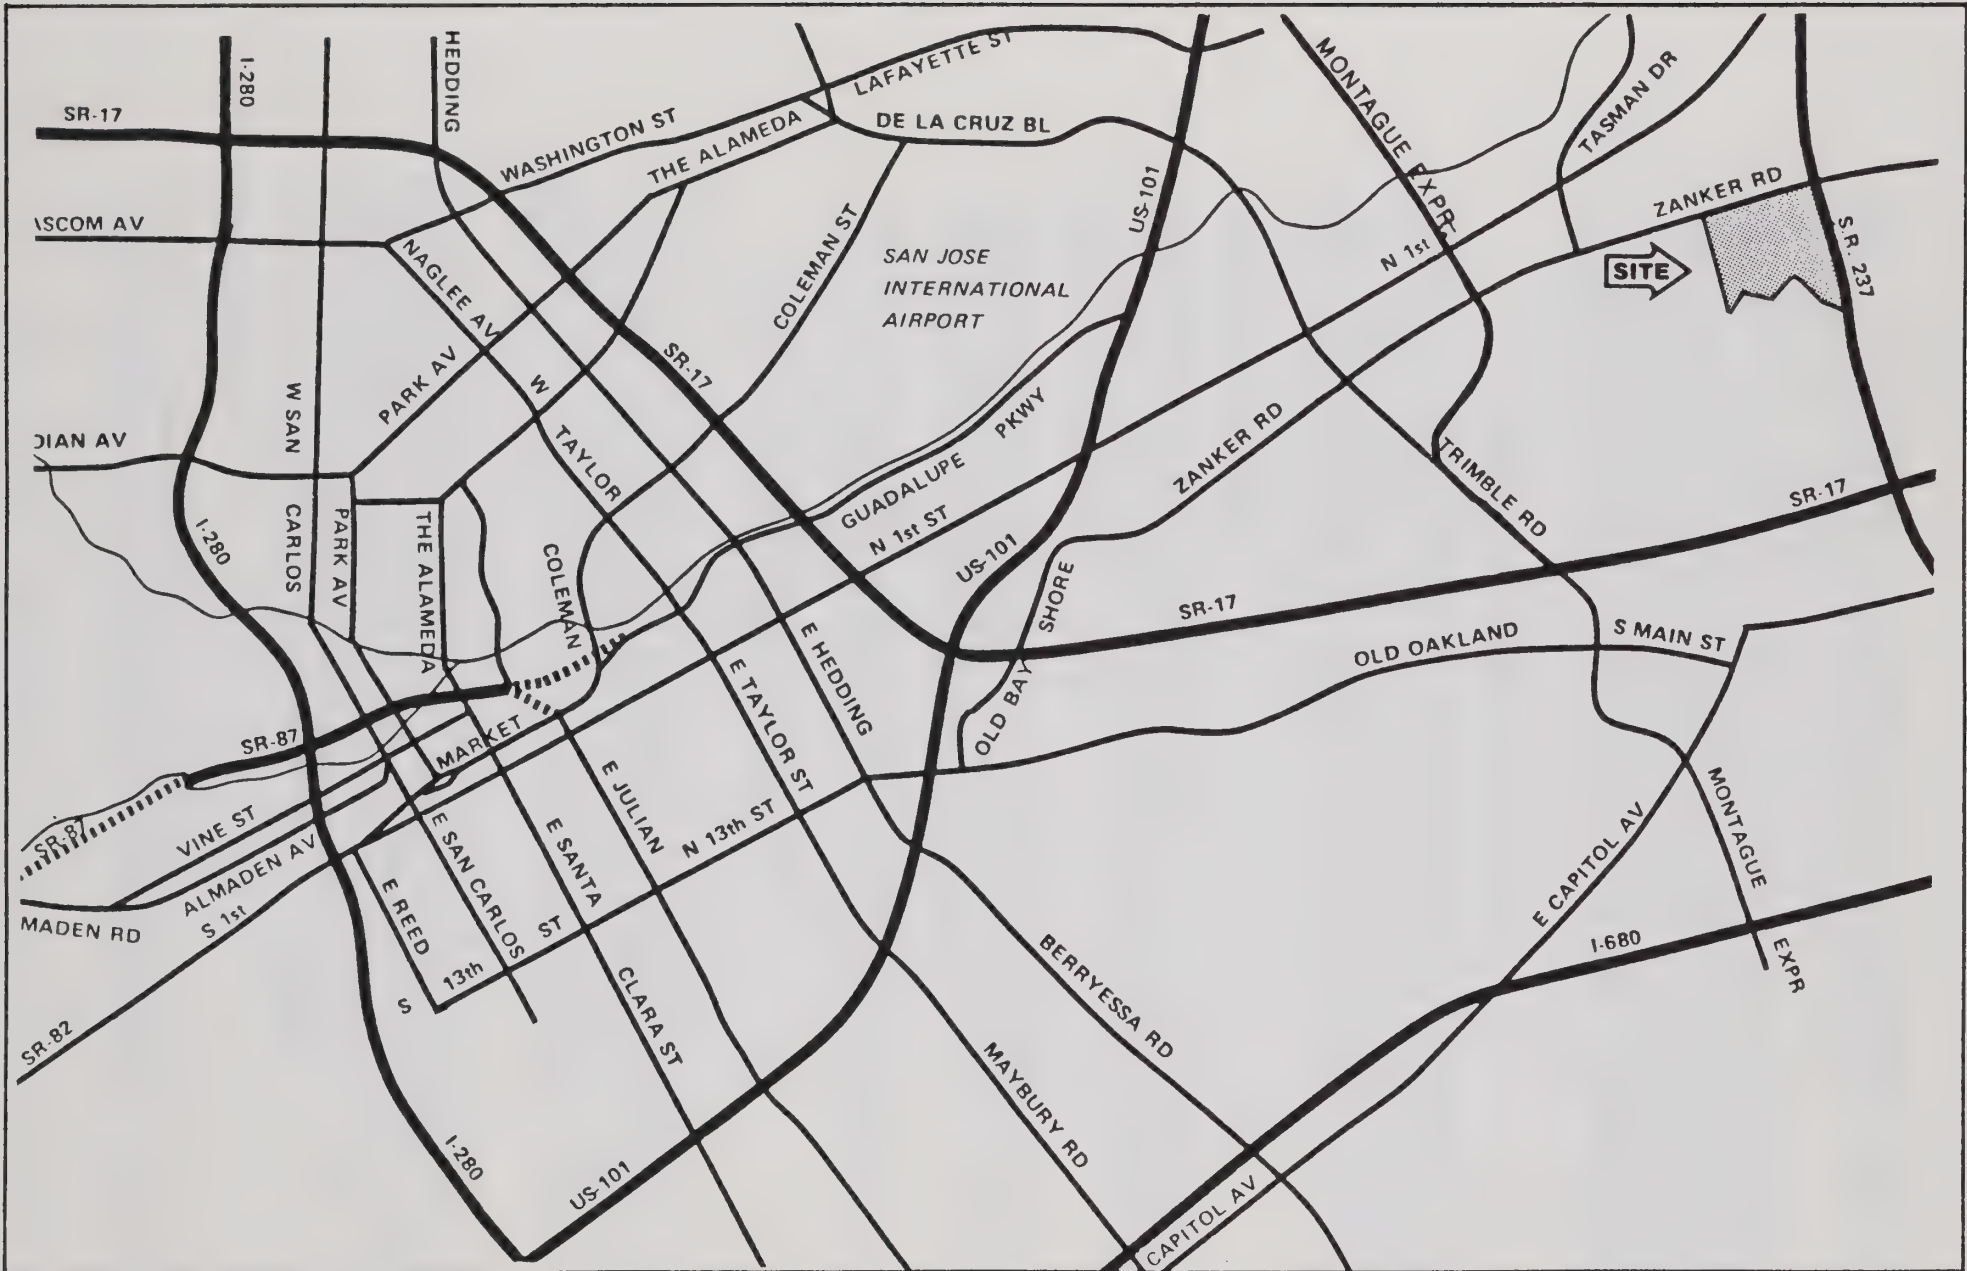 HEDDING
I-280
SR-17
LAFAYETTE ST
MONTAGUE EXPR.
TASMAN DR
WASHINGTON ST
THE ALAMEDA
DE LA CRUZ BL
US-101
ZANKER RD
ASCOM AV
NAGLEE AV
COLEMAN ST
SAN JOSE
INTERNATIONAL
AIRPORT
N 1st
SITE
S.R. 237
PARK AV
SR-17
W SAN
CARLOS
W
TAYLOR
DIAN AV
GUADALUPE
PKWY
ZANKER RD
TRIMBLE RD
SR-17
I-280
PARK AV
THE ALAMEDA
COLEMAN
N 1st ST
US-101
SHORE
OLD BAY
SR-17
OLD OAKLAND
S MAIN ST
E HEDDING
E TAYLOR ST
SR-87
MARKET
E JULIAN
N 13th ST
VINE ST
SR-87
ALMADEN AV
MADEN RD
S 1st
E REED
E SAN CARLOS
E SANTA
CLARA ST
S
13th
ST
SR-82
E CAPITOL AV
MONTAGUE
EXPR
I-680
BERRYESSA RD
MAYBURY RD
I-280
US-101
CAPITOL AV